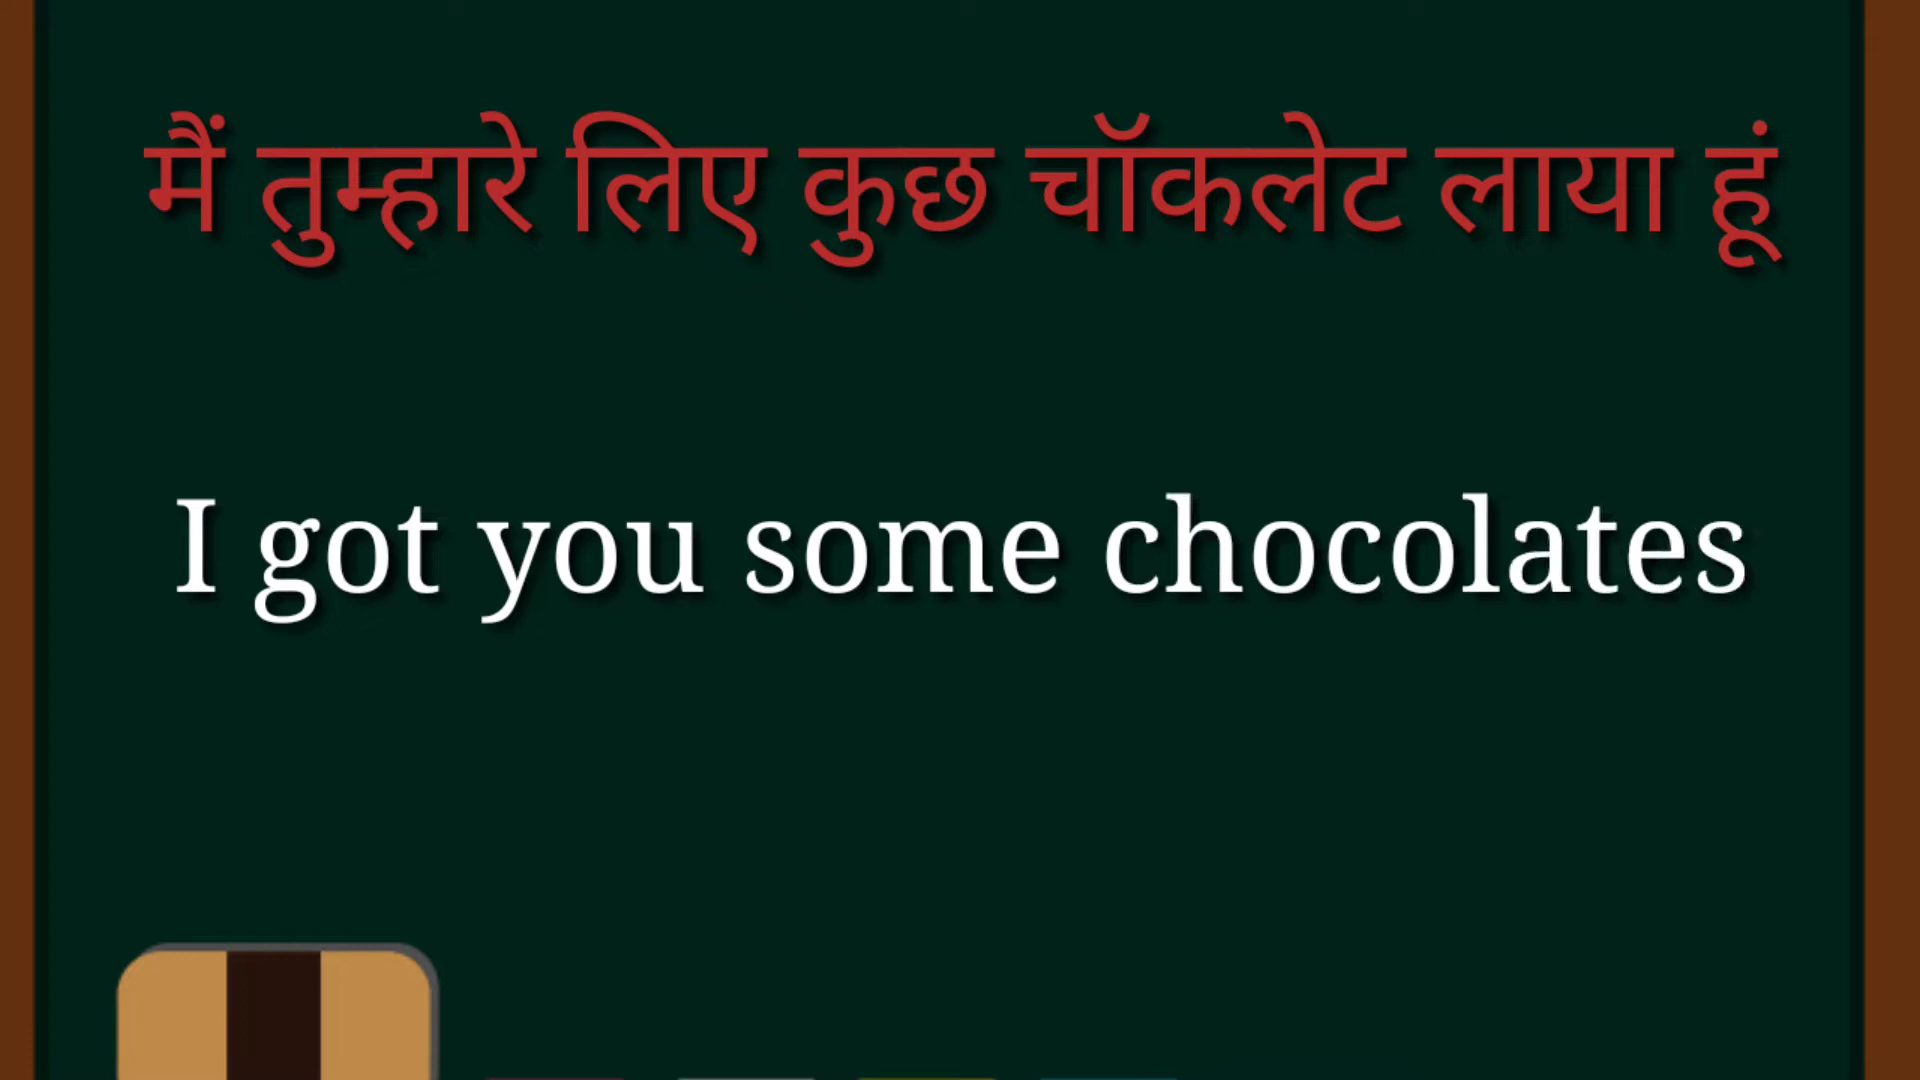 मैं तुम्हारे लिए कुछ चॉकलेट लाया हूं
I got you some chocolates